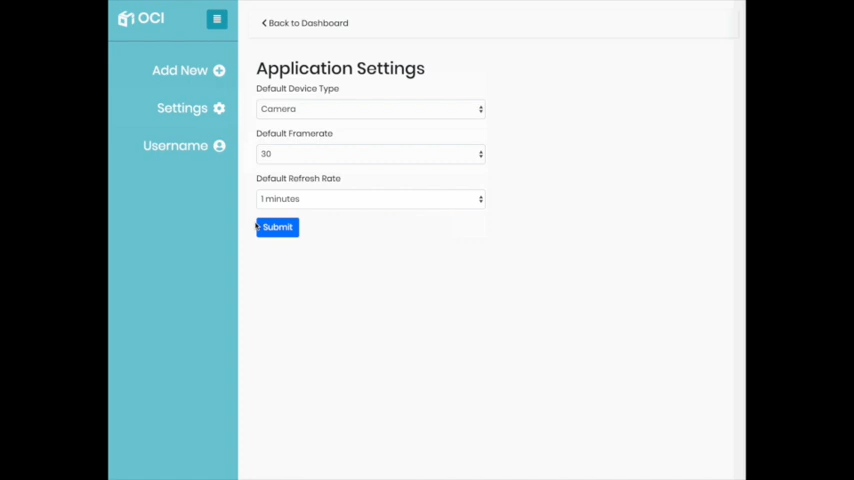 OCI
Add New
Settings
Username
Back to Dashboard
Application Settings
Default Device Type
Camera
Default Framerate
30
Default Refresh Rate
1 minutes
Submit